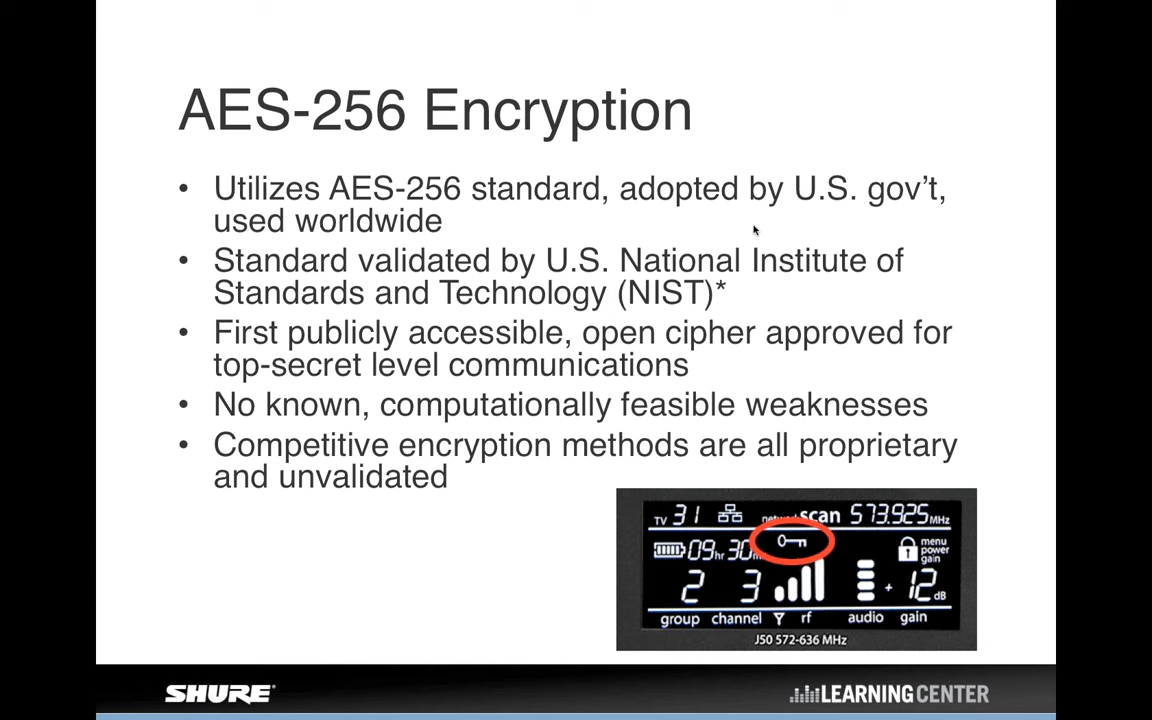 AES-256 Encryption
• Utilizes AES-256 standard, adopted by U.S. gov't,
used worldwide
• Standard validated by U.S. National Institute of
Standards and Technology (NIST)*
• First publicly accessible, open cipher approved for
top-secret level communications
• No known, computationally feasible weaknesses
• Competitive encryption methods are all proprietary
and unvalidated
TV 31 scan 573.925 MHz
09 hr 30 menu
power
gain
2 3 + 12 dB
group channel rf audio gain
J50 572-636 MHz
SHURE LEARNING CENTER